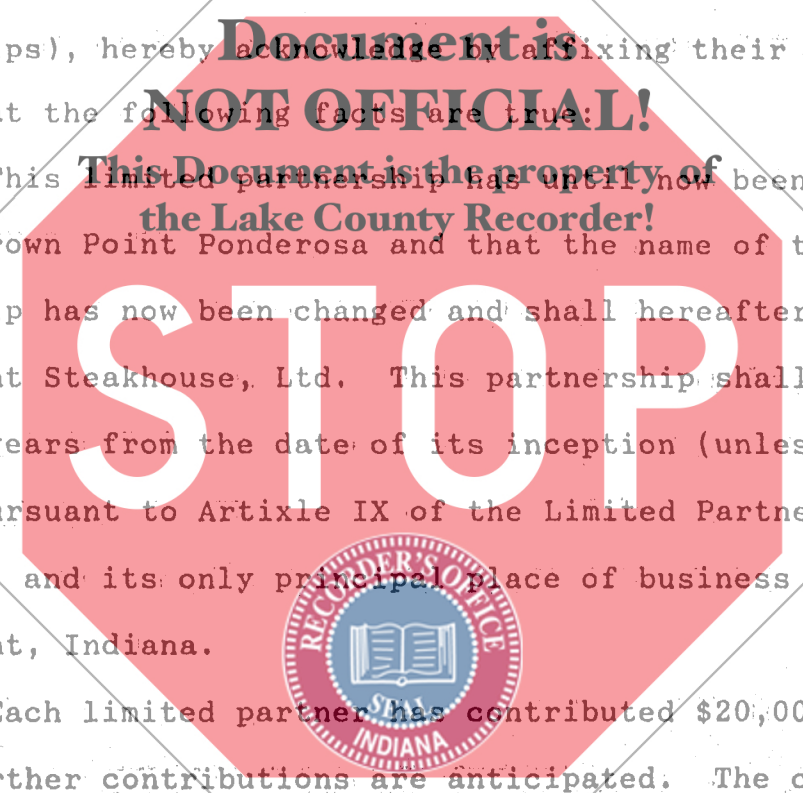 Document is
NOT OFFICIAL!
This Document is the property of
the Lake County Recorder!
STOP
RECORDER'S OFFICE
SEAL
INDIANA
ps), hereby acknowledge by affixing their
t the following facts are true:
his limited partnership has until now been
own Point Ponderosa and that the name of t
p has now been changed and shall hereafter
t Steakhouse, Ltd. This partnership shall
ears from the date of its inception (unles
rsuant to Artixle IX of the Limited Partne
and its only principal place of business
t, Indiana.
Each limited partner has contributed $20,00
rther contributions are anticipated. The c